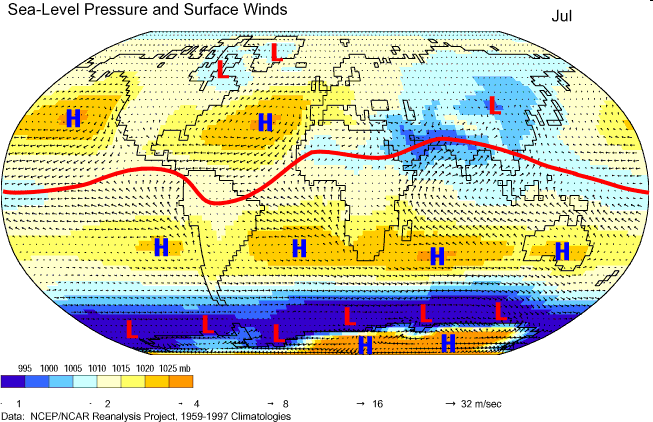 Sea-Level Pressure and Surface Winds
Jul
L
L
H
H
L
H
H
H
H
L
L
L
L
L
L
H
H
995 1000 1005 1010 1015 1020 1025 mb
1 2 → 4 → 8 → 16 → 32 m/sec
Data: NCEP/NCAR Reanalysis Project, 1959-1997 Climatologies